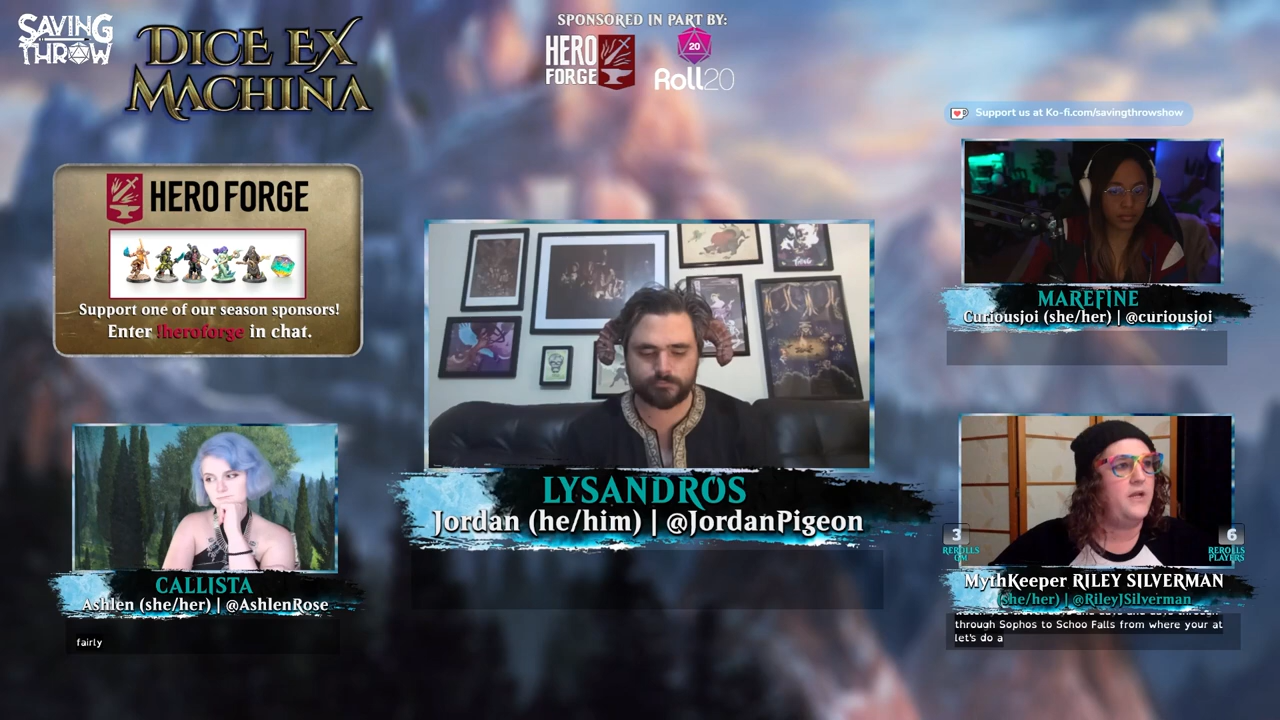 SAVING
THROW
DICE EX
MACHINA
SPONSORED IN PART BY:
HERO
FORGE
20
Roll20
Support us at Ko-fi.com/savingthrowshow
HERO FORGE
Support one of our season sponsors!
Enter !heroforge in chat.
MAREFINE
Curiousjoi (she/her) | @curiousjoi
LYSANDROS
Jordan (he/him) | @JordanPigeon
CALLISTA
Ashlen (she/her) | @AshlenRose
fairly
3
REROLLS
GM
6
REROLLS
PLAYERS
MythKeeper RILEY SILVERMAN
(she/her) | @RileyJSilverman
through Sophos to Schoo Falls from where your at
let's do a